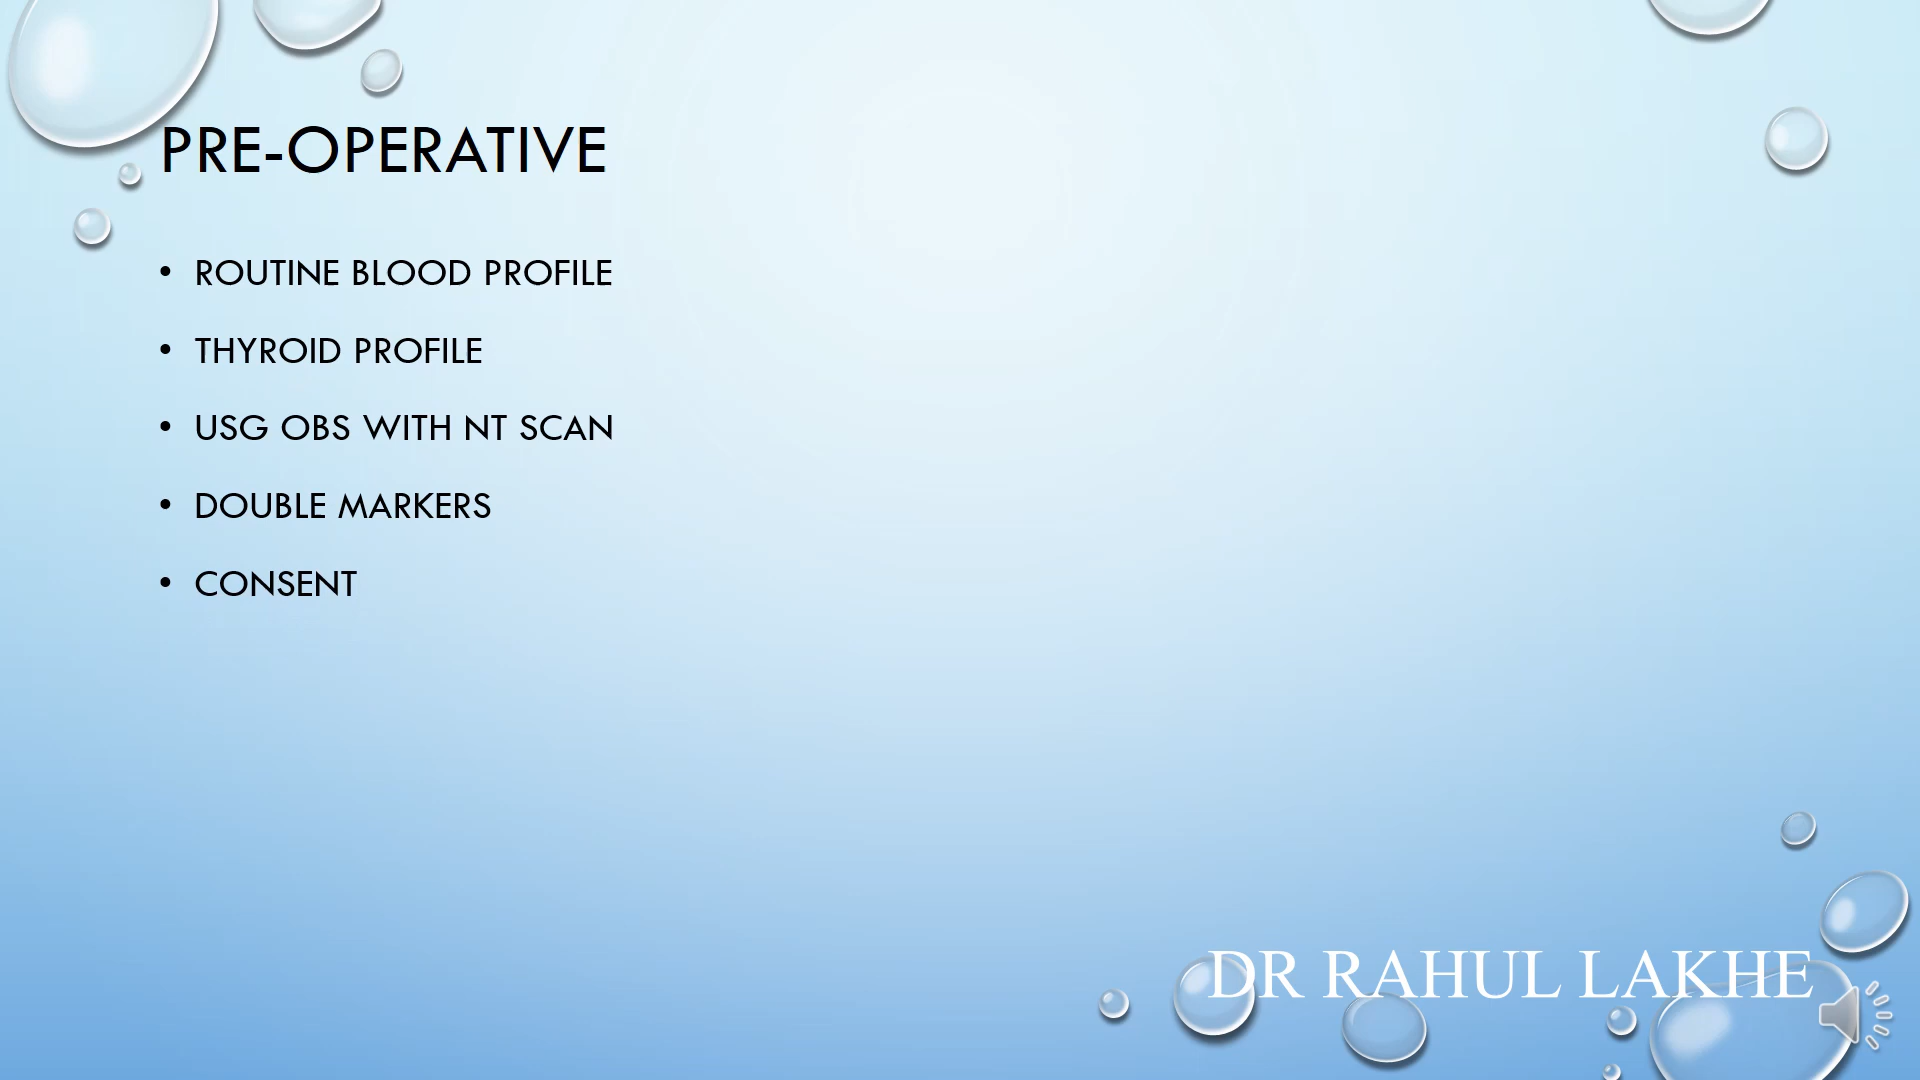 PRE-OPERATIVE
• ROUTINE BLOOD PROFILE
• THYROID PROFILE
• USG OBS WITH NT SCAN
• DOUBLE MARKERS
• CONSENT
DR RAHUL LAKHE